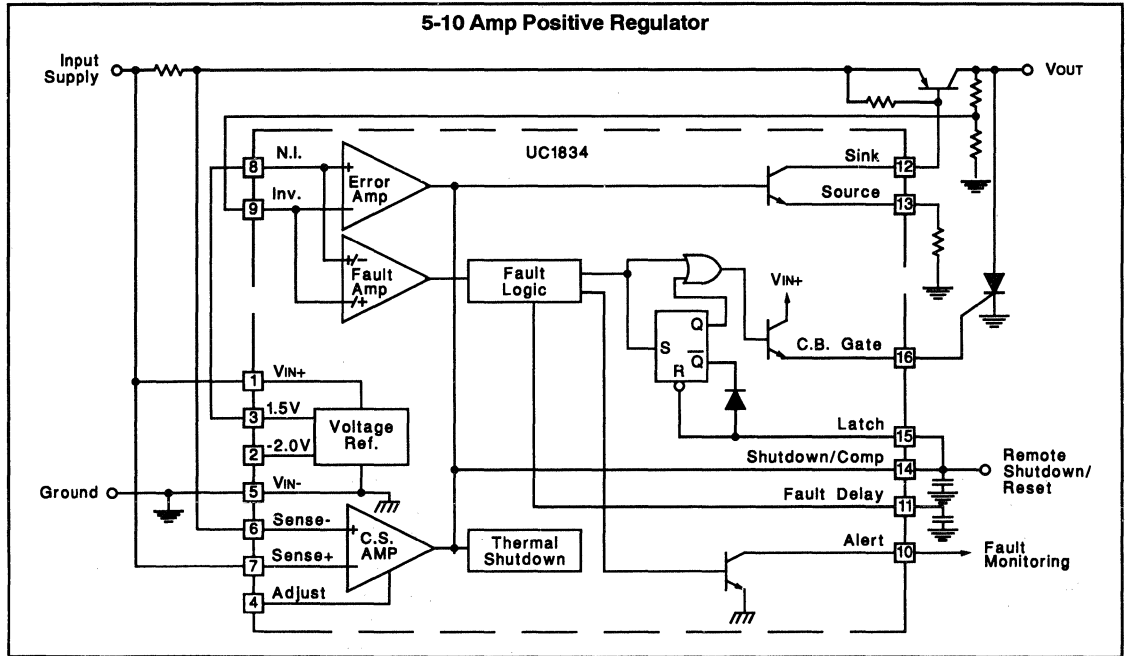 5-10 Amp Positive Regulator
Input
Supply
VOUT
UC1834
8
N.I.
+
Error
Amp
Sink
12
9
Inv.
−
Source
13
+/−
Fault
Amp
−/+
Fault
Logic
VIN+
Q
S
Q̅
R
C.B. Gate
16
1
VIN+
3
1.5V
Voltage
Ref.
2
-2.0V
Latch
15
Shutdown/Comp
14
Remote
Shutdown/
Reset
Ground
5
VIN-
Fault Delay
11
6
Sense-
+
C.S.
AMP
7
Sense+
−
Thermal
Shutdown
Alert
10
Fault
Monitoring
4
Adjust